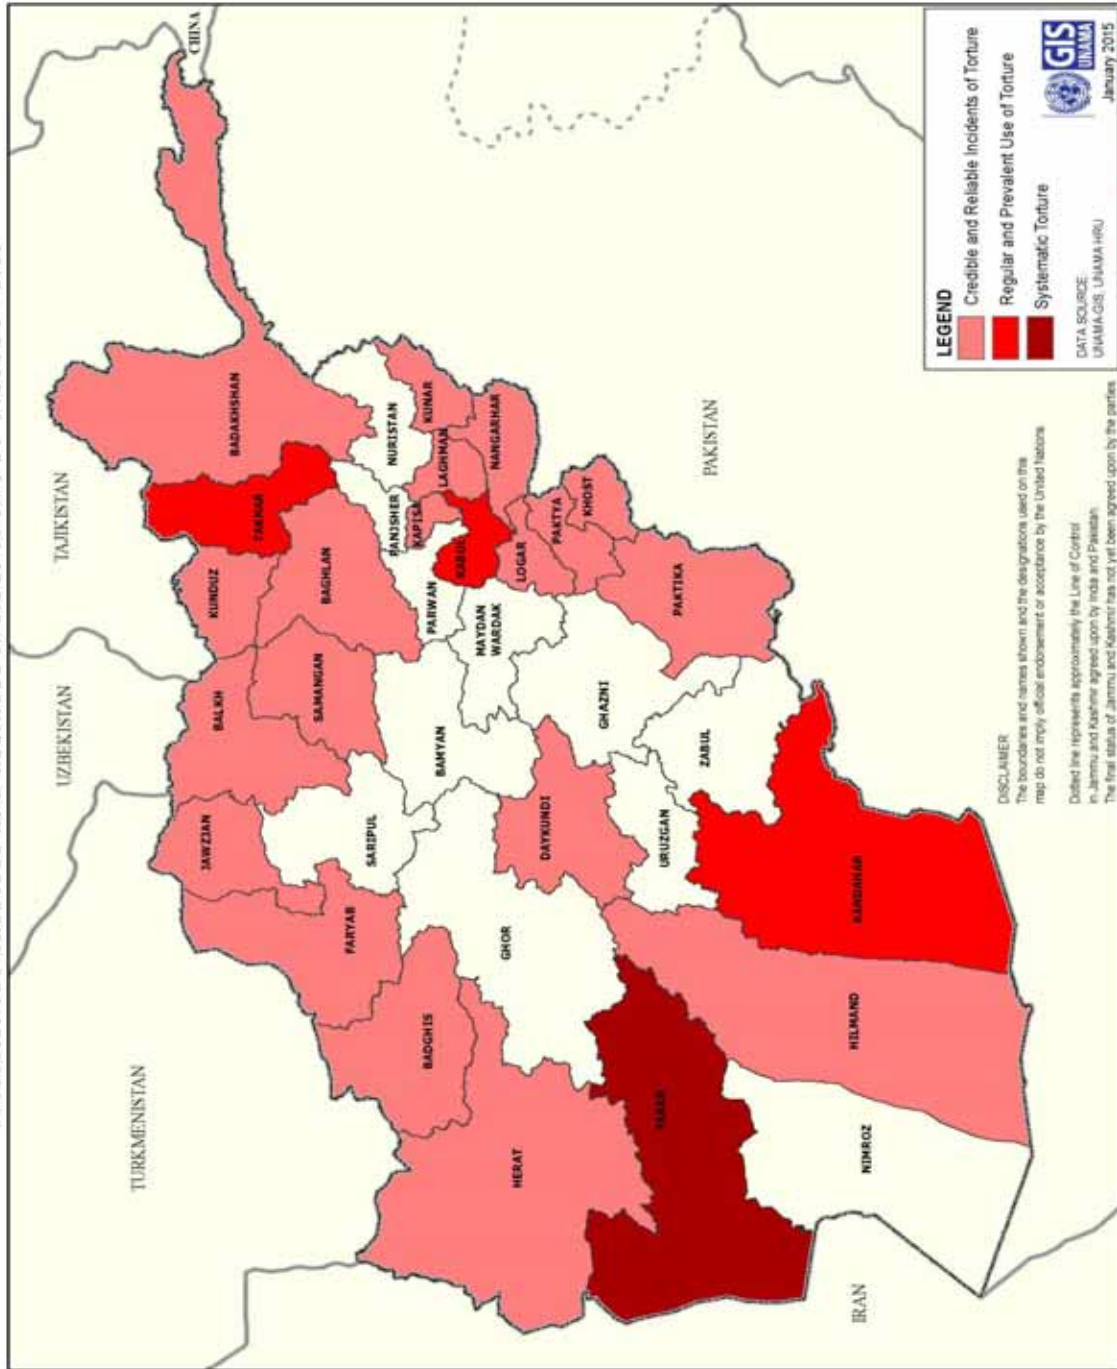 CHINA
TAJIKISTAN
UZBEKISTAN
TURKMENISTAN
BADAKHSHAN
TAKHAR
KUNDUZ
BALKH
JAWZJAN
BAGHLAN
SAMANGAN
FARYAB
SARIPUL
NURISTAN
KUNAR
PANJSHER
KAPISA
LAGHMAN
NANGARHAR
PARWAN
KABUL
BAMYAN
MAYDAN
WARDAK
LOGAR
PAKTYA
KHOST
BADGHIS
GHOR
DAYKUNDI
GHAZNI
PAKTIKA
HERAT
URUZGAN
ZABUL
FARAH
HILMAND
KANDAHAR
NIMROZ
IRAN
PAKISTAN
DISCLAIMER
The boundaries and names shown and the designations used on this
map do not imply official endorsement or acceptance by the United Nations
Dotted line represents approximately the Line of Control
in Jammu and Kashmir agreed upon by India and Pakistan.
The final status of Jammu and Kashmir has not yet been agreed upon by the parties
LEGEND
Credible and Reliable Incidents of Torture
Regular and Prevalent Use of Torture
Systematic Torture
DATA SOURCE:
UNAMA-GIS, UNAMA HRU
GIS
UNAMA
January 2015